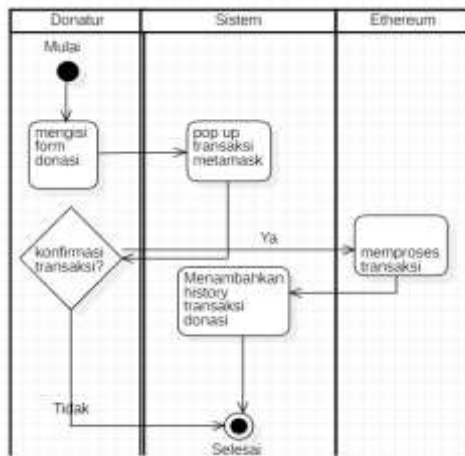 Donatur
Sistem
Ethereum
Mulai
mengisi
form
donasi
pop up
transaksi
metamask
konfirmasi
transaksi?
Ya
memproses
transaksi
Menambahkan
history
transaksi
donasi
Tidak
Selesai